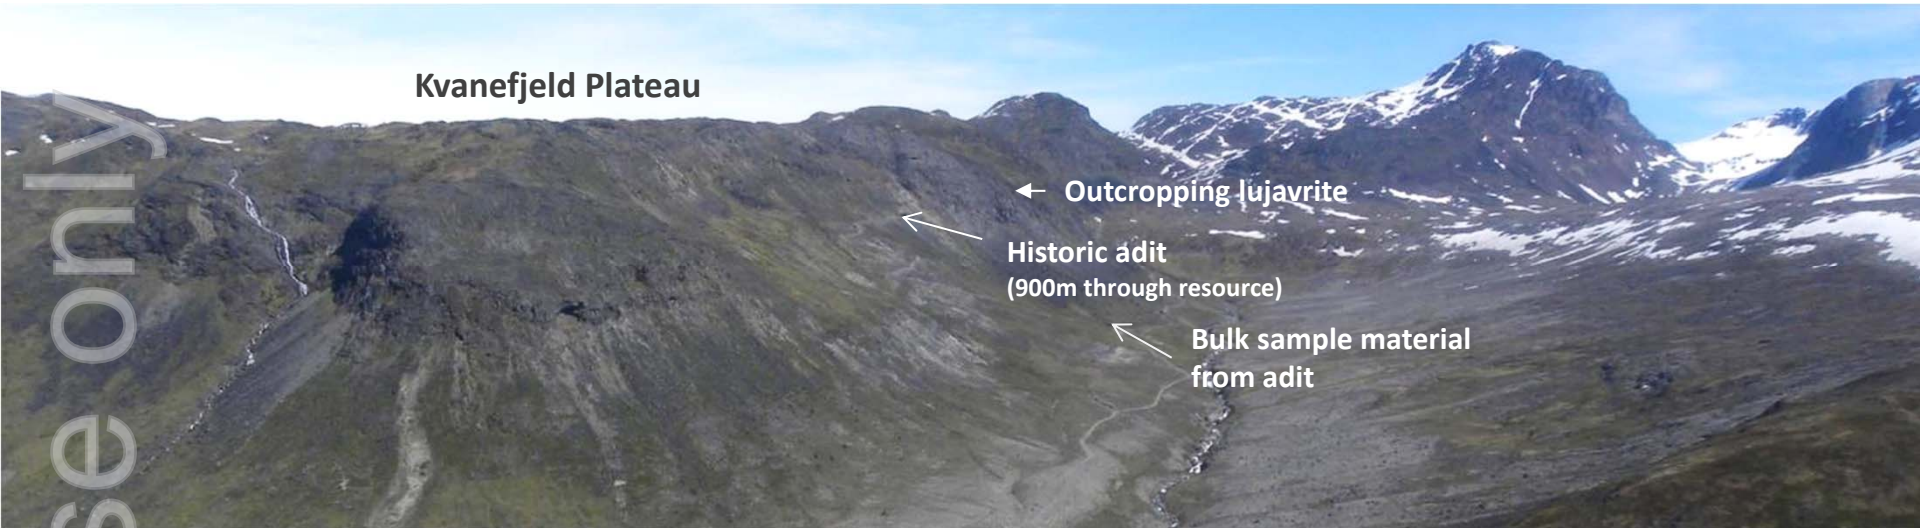 Kvanefjeld Plateau
Outcropping lujavrite
Historic adit
(900m through resource)
Bulk sample material
from adit
se only